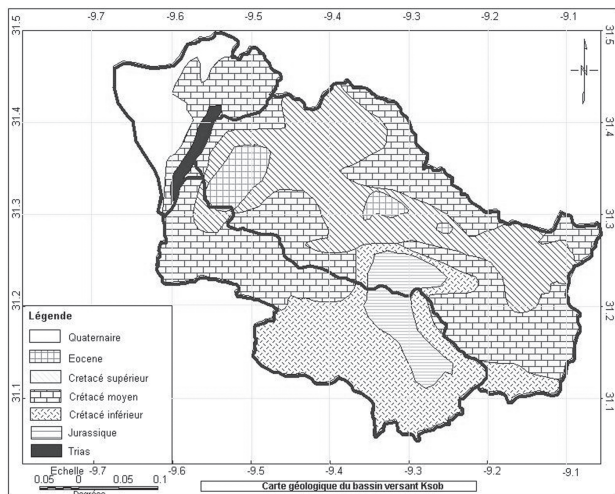 -9.7 -9.6 -9.5 -9.4 -9.3 -9.2 -9.1
31.5 31.5
N
31.4 31.4
31.3 31.3
31.2 31.2
31.1 31.1
Légende
Quaternaire
Eocene
Cretacé supérieur
Crétacé moyen
Crétacé inférieur
Jurassique
Trias
Echelle
0.05 0 0.05 0.1
Degrées
-9.7 -9.6 -9.5 -9.4 -9.3 -9.2 -9.1
Carte géologique du bassin versant Ksob